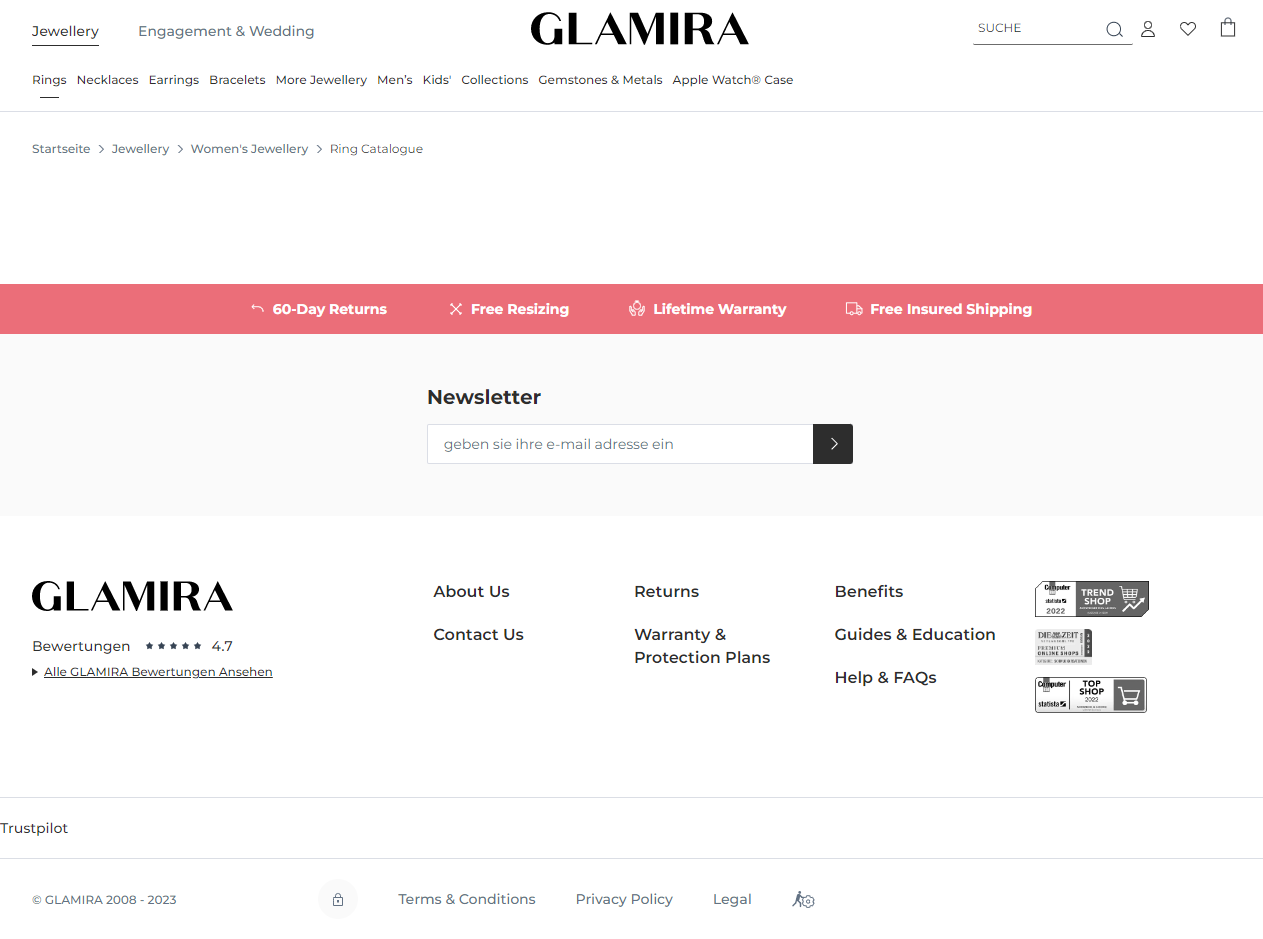 Jewellery
Engagement & Wedding
GLAMIRA
SUCHE
Rings Necklaces Earrings Bracelets More Jewellery Men's Kids' Collections Gemstones & Metals Apple Watch® Case
Startseite Jewellery Women's Jewellery Ring Catalogue
60-Day Returns Free Resizing Lifetime Warranty Free Insured Shipping
Newsletter
geben sie ihre e-mail adresse ein
GLAMIRA
Bewertungen 4.7
Alle GLAMIRA Bewertungen Ansehen
About Us
Contact Us
Returns
Warranty &
Protection Plans
Benefits
Guides & Education
Help & FAQs
Computer
statista
2022
TREND
SHOP
DIE ZEIT
PREMIUM
ONLINE SHOPS
2023
Computer
statista
TOP
SHOP
2022
Trustpilot
© GLAMIRA 2008 - 2023
Terms & Conditions Privacy Policy Legal